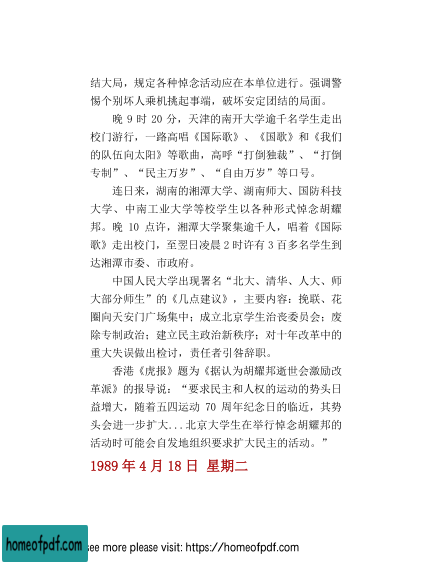 结大局，规定各种悼念活动应在本单位进行。强调警
惕个别坏人乘机挑起事端，破坏安定团结的局面。
晚 9 时 20 分，天津的南开大学逾千名学生走出
校门游行，一路高唱《国际歌》、《国歌》和《我们
的队伍向太阳》等歌曲，高呼“打倒独裁”、“打倒
专制”、“民主万岁”、“自由万岁”等口号。
连日来，湖南的湘潭大学、湖南师大、国防科技
大学、中南工业大学等校学生以各种形式悼念胡耀
邦。晚 10 点许，湘潭大学聚集逾千人，唱着《国际
歌》走出校门，至翌日凌晨 2 时许有 3 百多名学生到
达湘潭市委、市政府。
中国人民大学出现署名“北大、清华、人大、师
大部分师生”的《几点建议》，主要内容：挽联、花
圈向天安门广场集中；成立北京学生治丧委员会；废
除专制政治；建立民主政治新秩序；对十年改革中的
重大失误做出检讨，责任者引咎辞职。
香港《虎报》题为《据认为胡耀邦逝世会激励改
革派》的报导说：“要求民主和人权的运动的势头日
益增大，随着五四运动 70 周年纪念日的临近，其势
头会进一步扩大...北京大学生在举行悼念胡耀邦的
活动时可能会自发地组织要求扩大民主的活动。”
1989 年 4 月 18 日 星期二
homeofpdf.com
see more please visit: https://homeofpdf.com